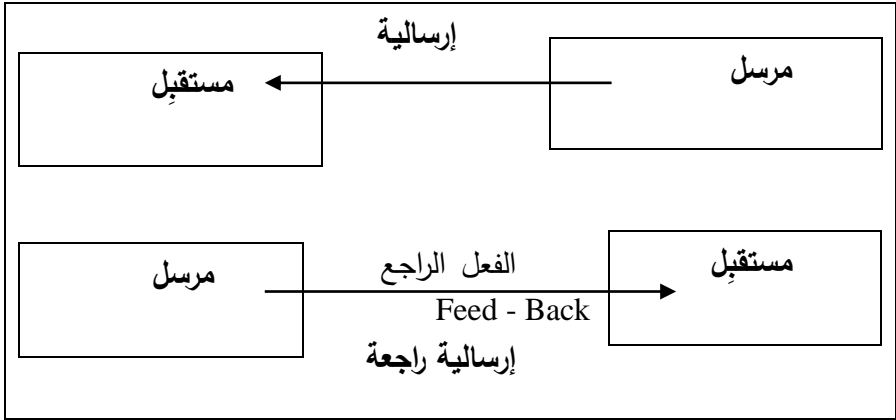 إرسالية
مرسل
مستقبِل
مستقبِل
الفعل الراجع
مرسل
Feed - Back
إرسالية راجعة